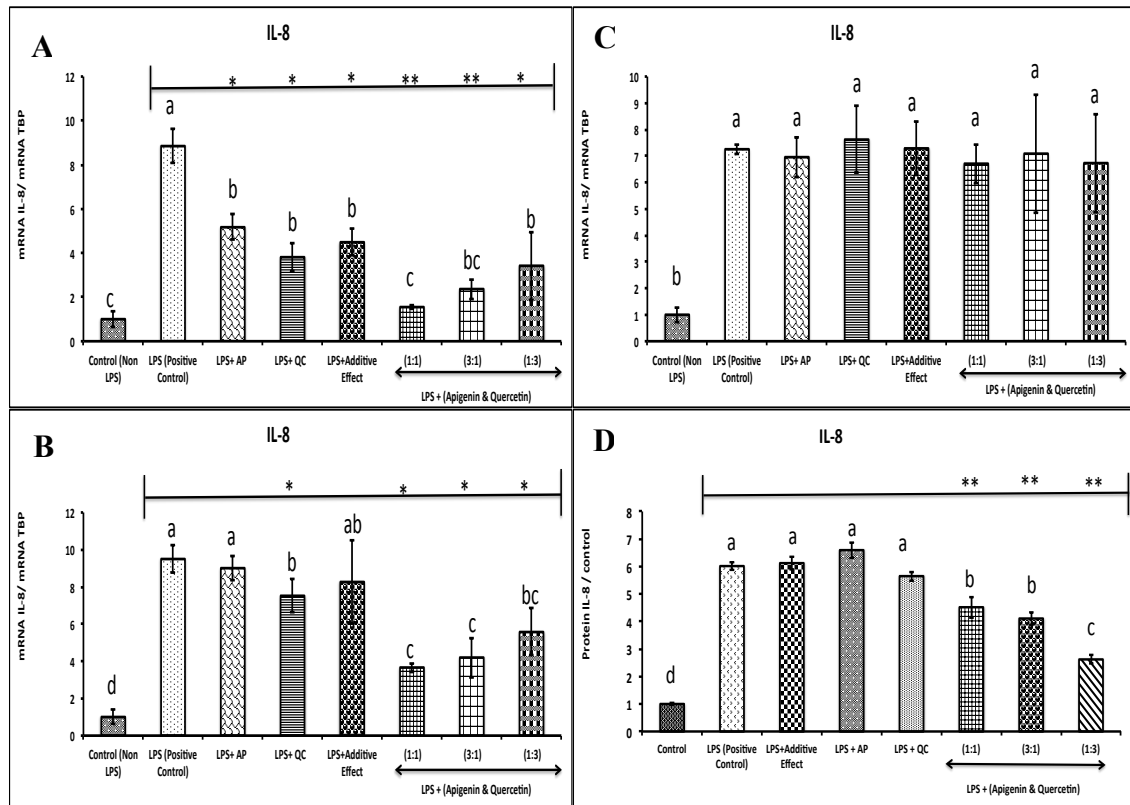 A
IL-8
* * * ** ** *
mRNA IL-8/ mRNA TBP
12
10
8
6
4
2
0
c a b b b c bc b
Control (Non LPS)
LPS (Positive Control)
LPS+ AP
LPS+ QC
LPS+Additive Effect
(1:1)
(3:1)
(1:3)
LPS + (Apigenin & Quercetin)
C
IL-8
mRNA IL-8/ mRNA TBP
10
9
8
7
6
5
4
3
2
1
0
b a a a a a a a
Control (Non LPS)
LPS (Positive Control)
LPS+ AP
LPS+ QC
LPS+Additive Effect
(1:1)
(3:1)
(1:3)
LPS + (Apigenin & Quercetin)
B
IL-8
* * * *
mRNA IL-8/ mRNA TBP
12
10
8
6
4
2
0
d a a b ab c c bc
Control (Non LPS)
LPS (Positive Control)
LPS+ AP
LPS+ QC
LPS+Additive Effect
(1:1)
(3:1)
(1:3)
LPS + (Apigenin & Quercetin)
D
IL-8
** ** **
Protein IL-8 / control
8
7
6
5
4
3
2
1
0
d a a a a b b c
Control
LPS (Positive Control)
LPS+Additive Effect
LPS + AP
LPS + QC
(1:1)
(3:1)
(1:3)
LPS + (Apigenin & Quercetin)